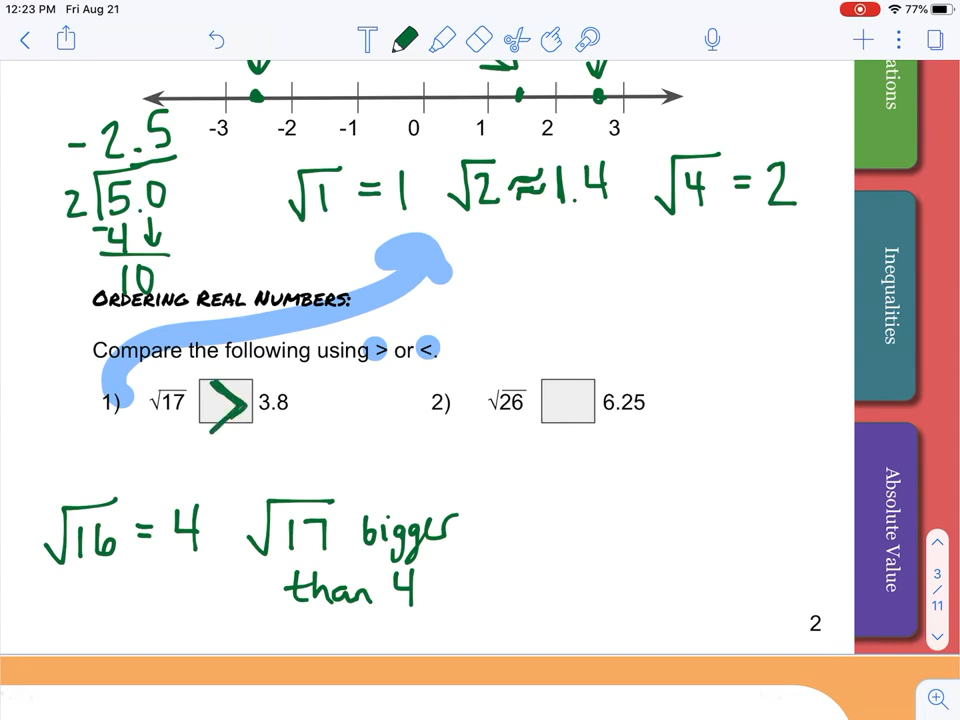 12:23 PM Fri Aug 21
77%
T
ations
-3 -2 -1 0 1 2 3
-2.5
2 5.0
-4
10
√1 = 1 √2 ≈ 1.4 √4 = 2
ORDERING REAL NUMBERS:
Compare the following using > or <.
1) √17 > 3.8 2) √26 6.25
Inequalities
√16 = 4 √17 bigger
than 4
Absolute Value
3
/
11
2